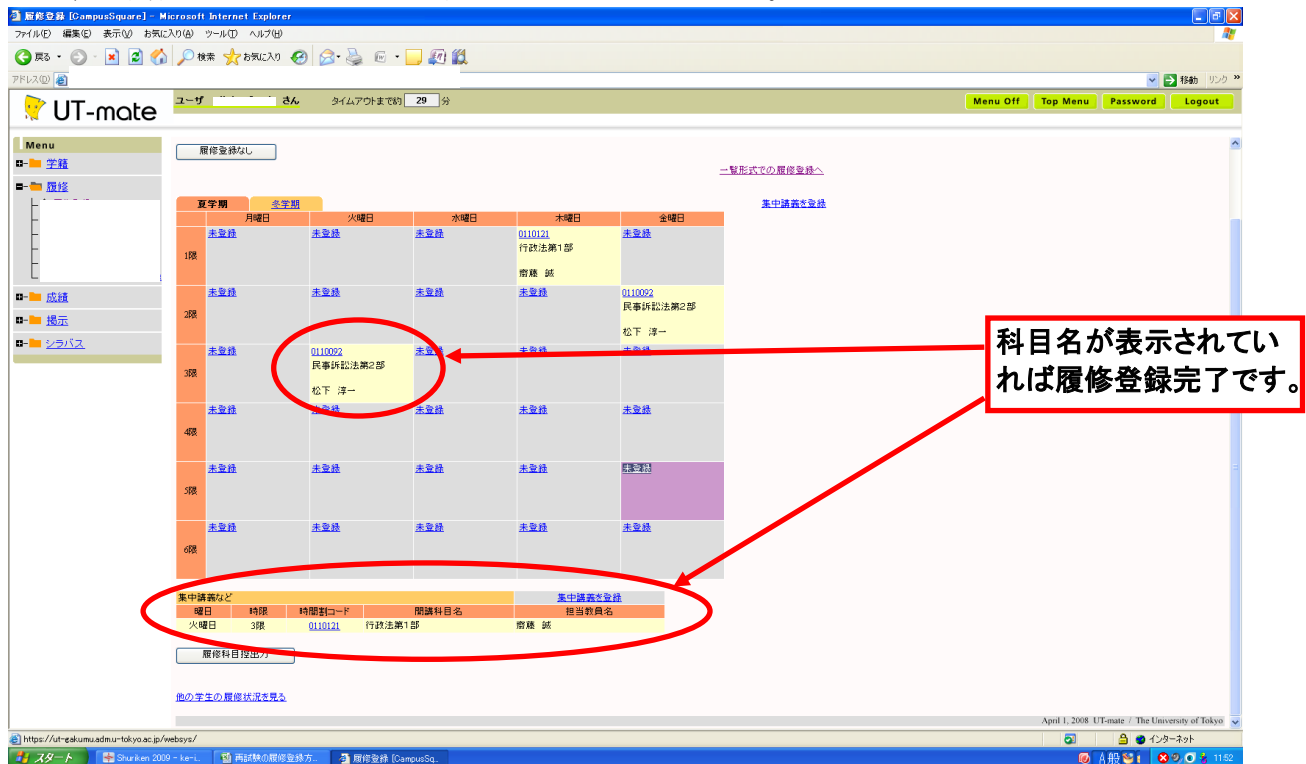 履修登録 [CampusSquare] - Microsoft Internet Explorer
ファイル(F) 編集(E) 表示(V) お気に入り(A) ツール(T) ヘルプ(H)
戻る 検索 お気に入り
アドレス(D) 移動 リンク »
UT-mate
ユーザ さん タイムアウトまで約 29 分
Menu Off Top Menu Password Logout
Menu
学籍
履修
成績
掲示
シラバス
履修登録なし
一覧形式での履修登録へ
夏学期 冬学期 集中講義を登録
月曜日 火曜日 水曜日 木曜日 金曜日
1限 未登録 未登録 未登録 0110121 未登録
行政法第1部
齋藤 誠
2限 未登録 未登録 未登録 未登録 0110092
民事訴訟法第2部
松下 淳一
3限 未登録 0110092 未登録 未登録 未登録
民事訴訟法第2部
松下 淳一
4限 未登録 未登録 未登録 未登録 未登録
5限 未登録 未登録 未登録 未登録 未登録
6限 未登録 未登録 未登録 未登録 未登録
科目名が表示されてい
れば履修登録完了です。
集中講義など 集中講義を登録
曜日 時限 時間割コード 開講科目名 担当教員名
火曜日 3限 0110121 行政法第1部 齋藤 誠
履修科目控出力
他の学生の履修状況を見る
April 1, 2008 UT-mate / The University of Tokyo
https://ut-gakumu.adm.u-tokyo.ac.jp/websys/ インターネット
スタート Shuriken 2009 - ke-i... 再試験の履修登録方... 履修登録 [CampusSq... A 般 11:52